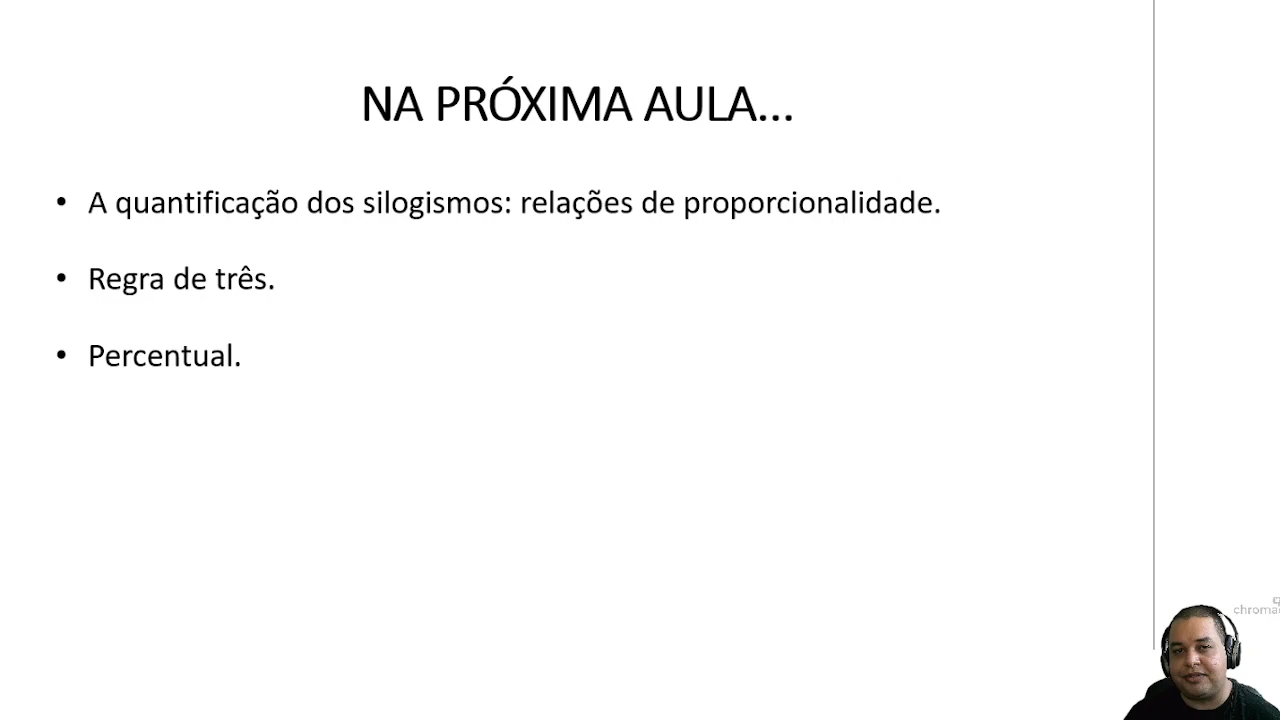 NA PRÓXIMA AULA...
• A quantificação dos silogismos: relações de proporcionalidade.
• Regra de três.
• Percentual.